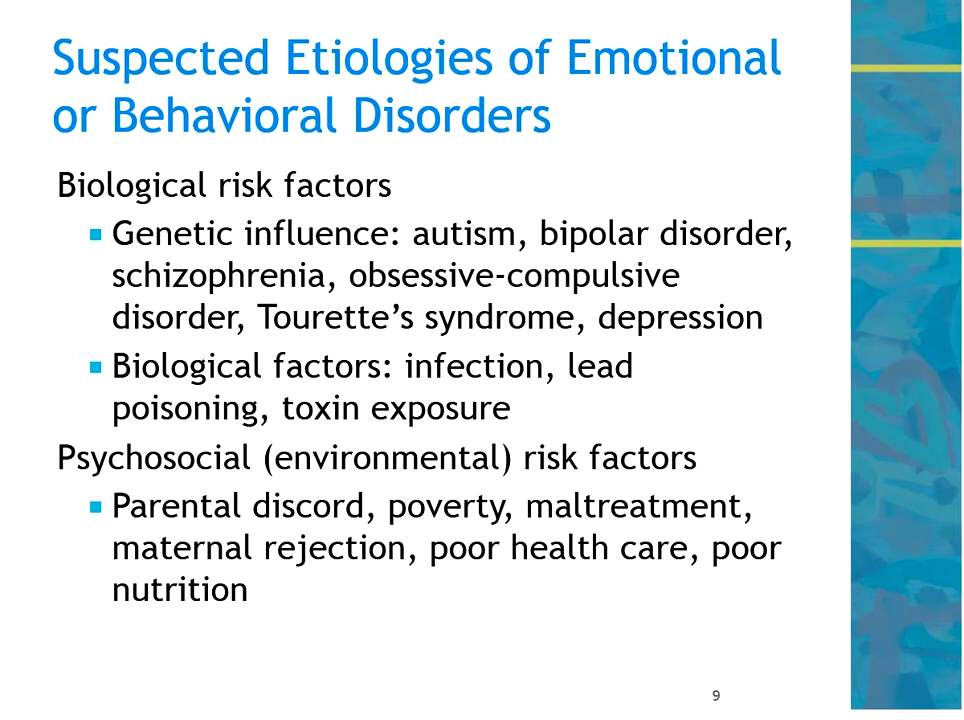 Suspected Etiologies of Emotional
or Behavioral Disorders
Biological risk factors
Genetic influence: autism, bipolar disorder,
schizophrenia, obsessive-compulsive
disorder, Tourette’s syndrome, depression
Biological factors: infection, lead
poisoning, toxin exposure
Psychosocial (environmental) risk factors
Parental discord, poverty, maltreatment,
maternal rejection, poor health care, poor
nutrition
9